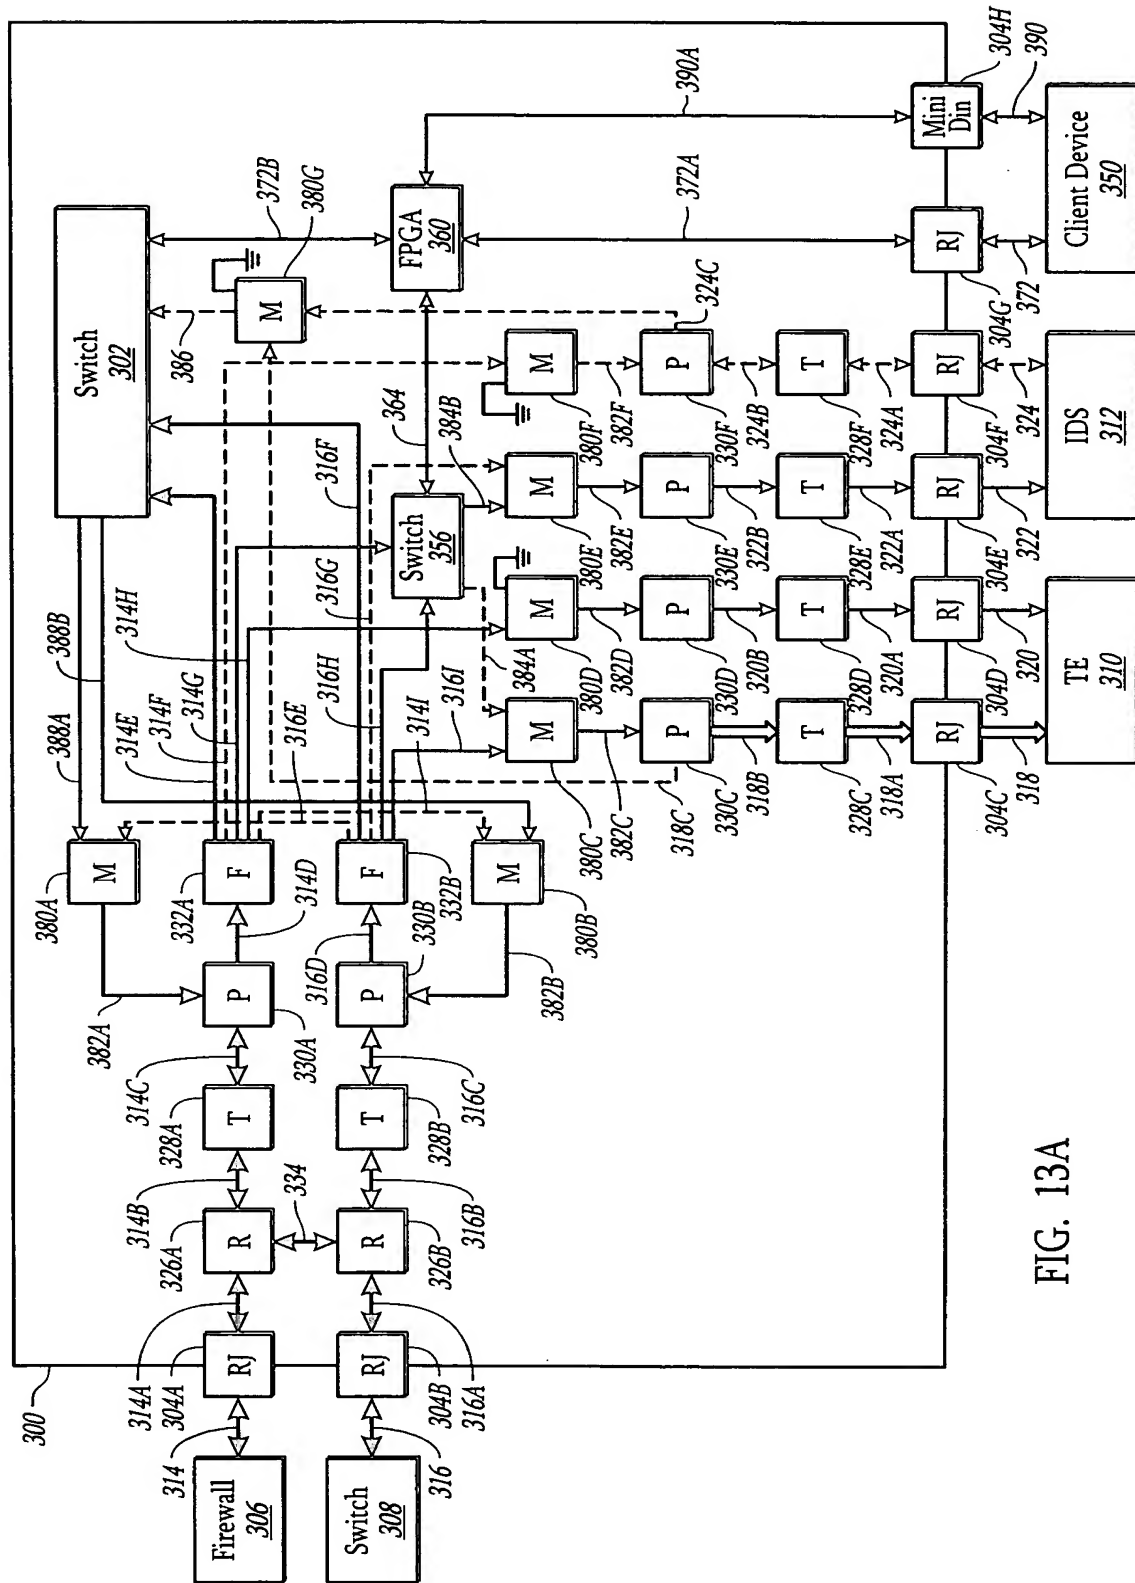 300
Firewall
306
314
304A
314A
RJ
326A
R
314B
334
328A
T
314C
330A
P
382A
314D
332A
F
380A
M
388A
388B
314E
314F
314G
314H
316E
316H
314I
316G
316F
316I
Switch
302
Switch
308
316
RJ
304B
316A
R
326B
316B
T
328B
316C
P
330B
316D
F
332B
M
380B
382B
386
M
380G
372B
FPGA
360
364
Switch
356
384A
384B
390A
372A
M
380C
382C
M
380D
382D
M
380E
382E
M
380F
382F
318C
P
330C
318B
P
330D
320B
P
330E
322B
P
330F
324B
324C
T
328C
318A
T
328D
320A
T
328E
322A
T
328F
324A
RJ
304C
318
RJ
304D
320
RJ
304E
322
RJ
304F
324
RJ
304G
372
Mini
Din
304H
390
TE
310
IDS
312
Client Device
350
FIG. 13A